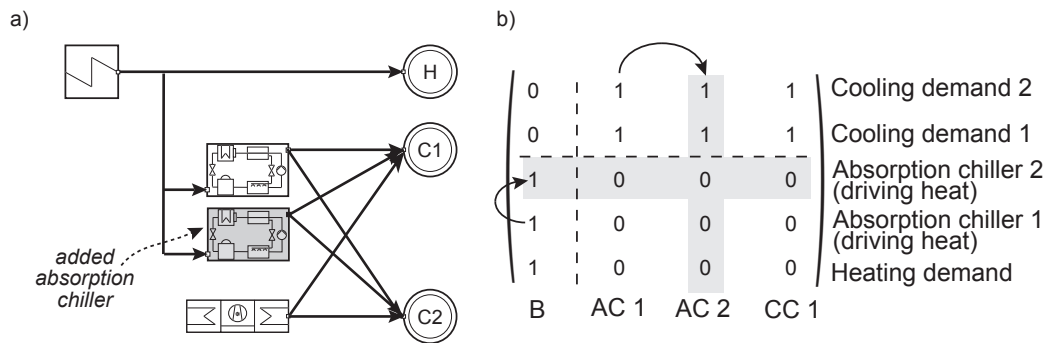 a)
H
C1
C2
added
absorption
chiller
b)
0 1 1 1 Cooling demand 2
0 1 1 1 Cooling demand 1
1 0 0 0 Absorption chiller 2
(driving heat)
1 0 0 0 Absorption chiller 1
(driving heat)
1 0 0 0 Heating demand
B AC 1 AC 2 CC 1